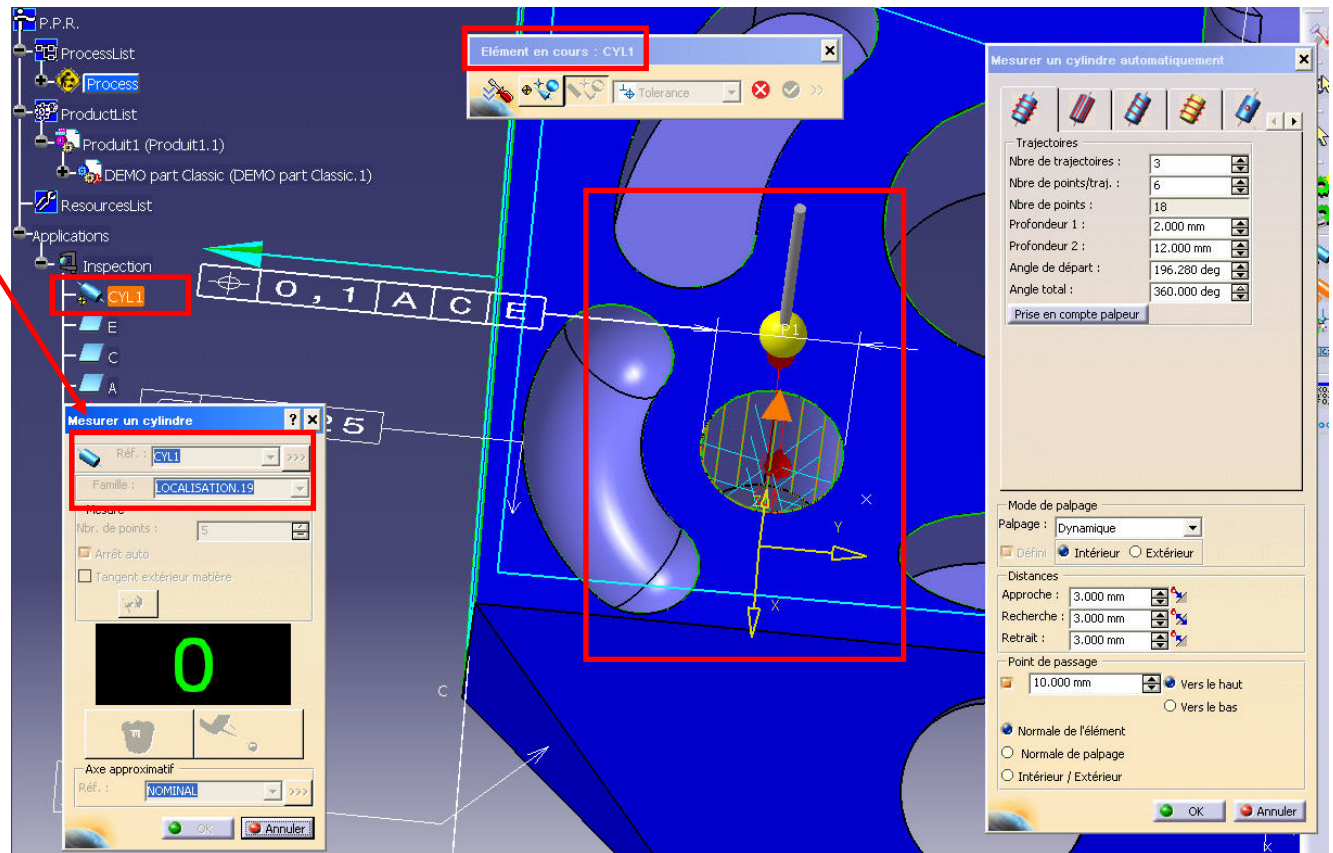 P.P.R.
ProcessList
Process
ProductList
Produit1 (Produit1.1)
DEMO part Classic (DEMO part Classic.1)
ResourcesList
Applications
Inspection
CYL1
E
C
A
Elément en cours : CYL1
Tolerance
0,1 A C E
25
P1
Z
Y
X
X
C
X
Mesurer un cylindre
Réf. : CYL1 >>>
Famille : LOCALISATION.19
Mesure
Nbr. de points : 5
Arrêt auto
Tangent extérieur matière
0
Axe approximatif
Réf. : NOMINAL >>>
OK Annuler
Mesurer un cylindre automatiquement
Trajectoires
Nbre de trajectoires : 3
Nbre de points/traj. : 6
Nbre de points : 18
Profondeur 1 : 2.000 mm
Profondeur 2 : 12.000 mm
Angle de départ : 196.280 deg
Angle total : 360.000 deg
Prise en compte palpeur
Mode de palpage
Palpage : Dynamique
Défini Intérieur Extérieur
Distances
Approche : 3.000 mm
Recherche : 3.000 mm
Retrait : 3.000 mm
Point de passage
10.000 mm Vers le haut
Vers le bas
Normale de l'élément
Normale de palpage
Intérieur / Extérieur
OK Annuler